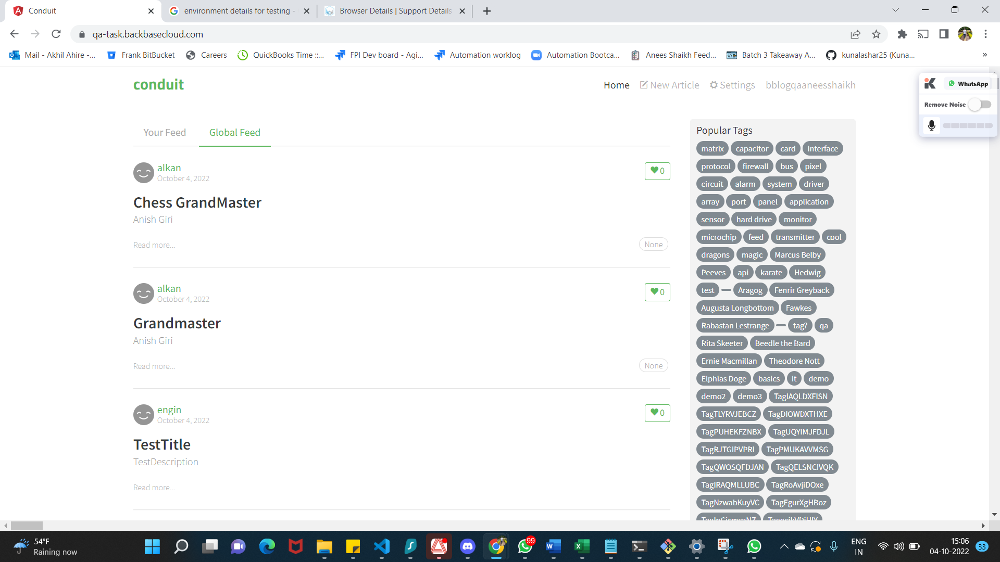 Conduit
environment details for testing -
Browser Details | Support Details
qa-task.backbasecloud.com
Mail - Akhil Ahire -...
Frank BitBucket
Careers
QuickBooks Time ::...
FPI Dev board - Agi...
Automation worklog
Automation Bootca...
Anees Shaikh Feed...
Batch 3 Takeaway A...
kunalashar25 (Kuna...
»
conduit
Home
New Article
Settings
bblogqaaneesshaikh
WhatsApp
Remove Noise
Your Feed
Global Feed
alkan
October 4, 2022
0
Chess GrandMaster
Anish Giri
Read more...
None
alkan
October 4, 2022
0
Grandmaster
Anish Giri
Read more...
None
engin
October 4, 2022
0
TestTitle
TestDescription
Read more...
Popular Tags
matrix capacitor card interface
protocol firewall bus pixel
circuit alarm system driver
array port panel application
sensor hard drive monitor
microchip feed transmitter cool
dragons magic Marcus Belby
Peeves api karate Hedwig
test Aragog Fenrir Greyback
Augusta Longbottom Fawkes
Rabastan Lestrange tag? qa
Rita Skeeter Beedle the Bard
Ernie Macmillan Theodore Nott
Elphias Doge basics it demo
demo2 demo3 TagIAQLDXFISN
TagTLYRVJEBCZ TagDIOWDXTHXE
TagPUHEKFZNBX TagUQYIMJFDJL
TagRJTGIPVPRI TagPMUKAVVMSG
TagQWOSQFDJAN TagQELSNCIVQK
TagIRAQMLLUBC TagRoAvjiDOxe
TagNzwabKuyVC TagEgurXgHBoz
54°F
Raining now
99
ENG
IN
15:06
04-10-2022
33